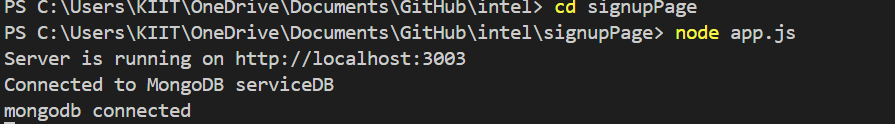 PS C:\Users\KIIT\OneDrive\Documents\GitHub\intel> cd signupPage
PS C:\Users\KIIT\OneDrive\Documents\GitHub\intel\signupPage> node app.js
Server is running on http://localhost:3003
Connected to MongoDB serviceDB
mongodb connected